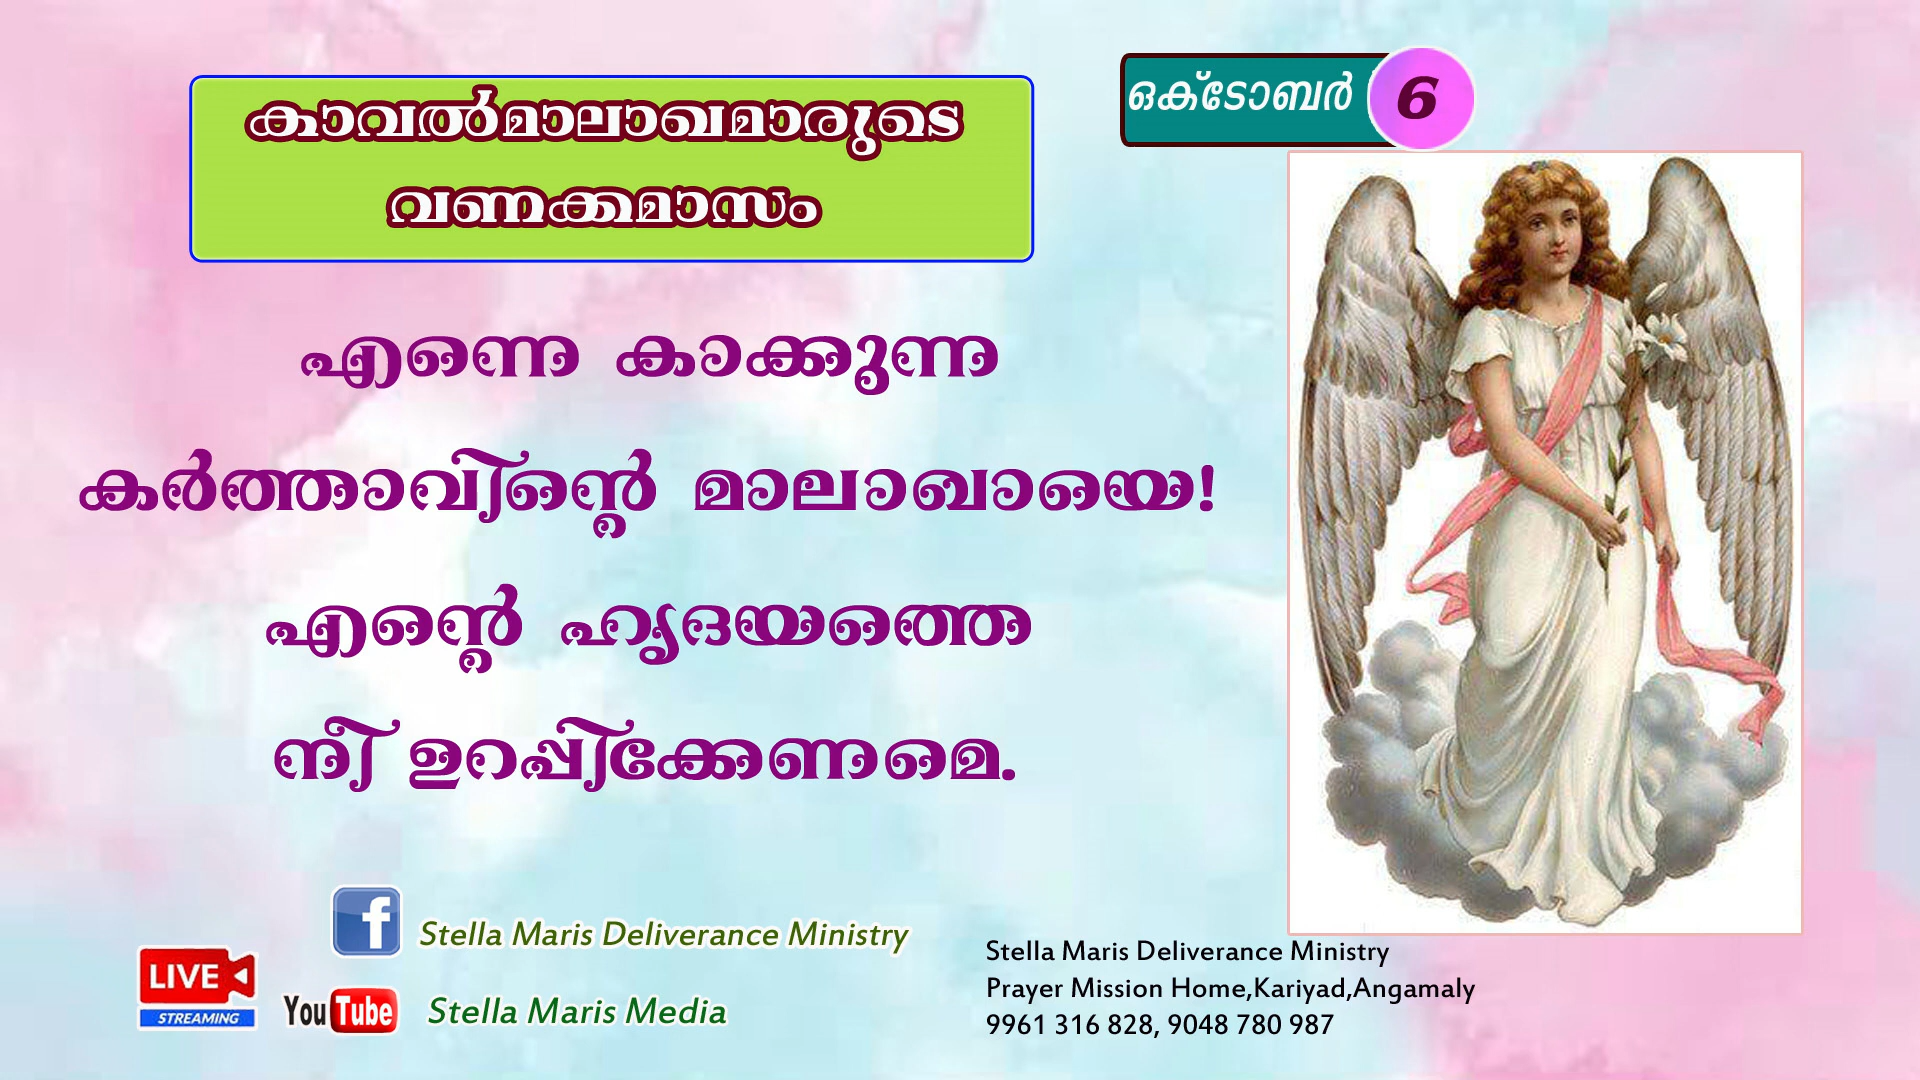 കാവൽമാലാഖമാരുടെ
വണക്കമാസം
ഒക്ടോബർ 6
എന്നെ കാക്കുന്ന
കർത്താവിന്റെ മാലാഖായെ!
എന്റെ ഹൃദയത്തെ
നീ ഉറപ്പിക്കേണമെ.
f Stella Maris Deliverance Ministry
LIVE
STREAMING
YouTube Stella Maris Media
Stella Maris Deliverance Ministry
Prayer Mission Home,Kariyad,Angamaly
9961 316 828, 9048 780 987